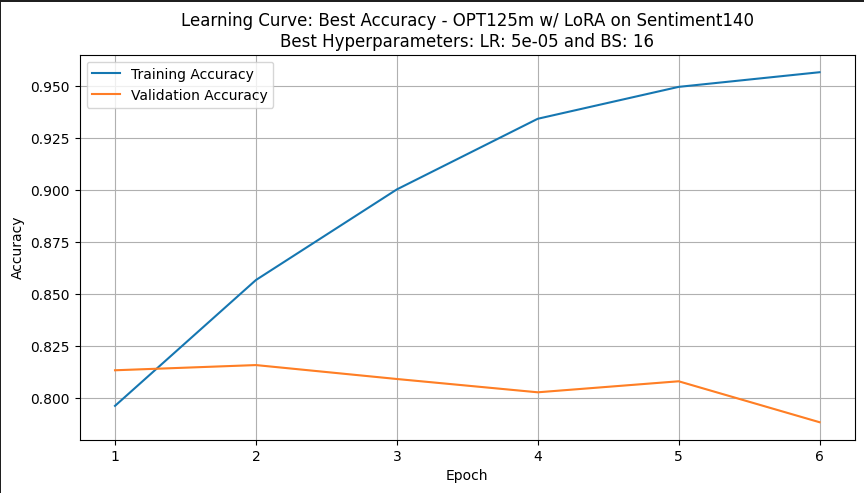 Learning Curve: Best Accuracy - OPT125m w/ LoRA on Sentiment140
Best Hyperparameters: LR: 5e-05 and BS: 16
Training Accuracy
Validation Accuracy
0.950
0.925
0.900
0.875
0.850
0.825
0.800
Accuracy
1 2 3 4 5 6
Epoch